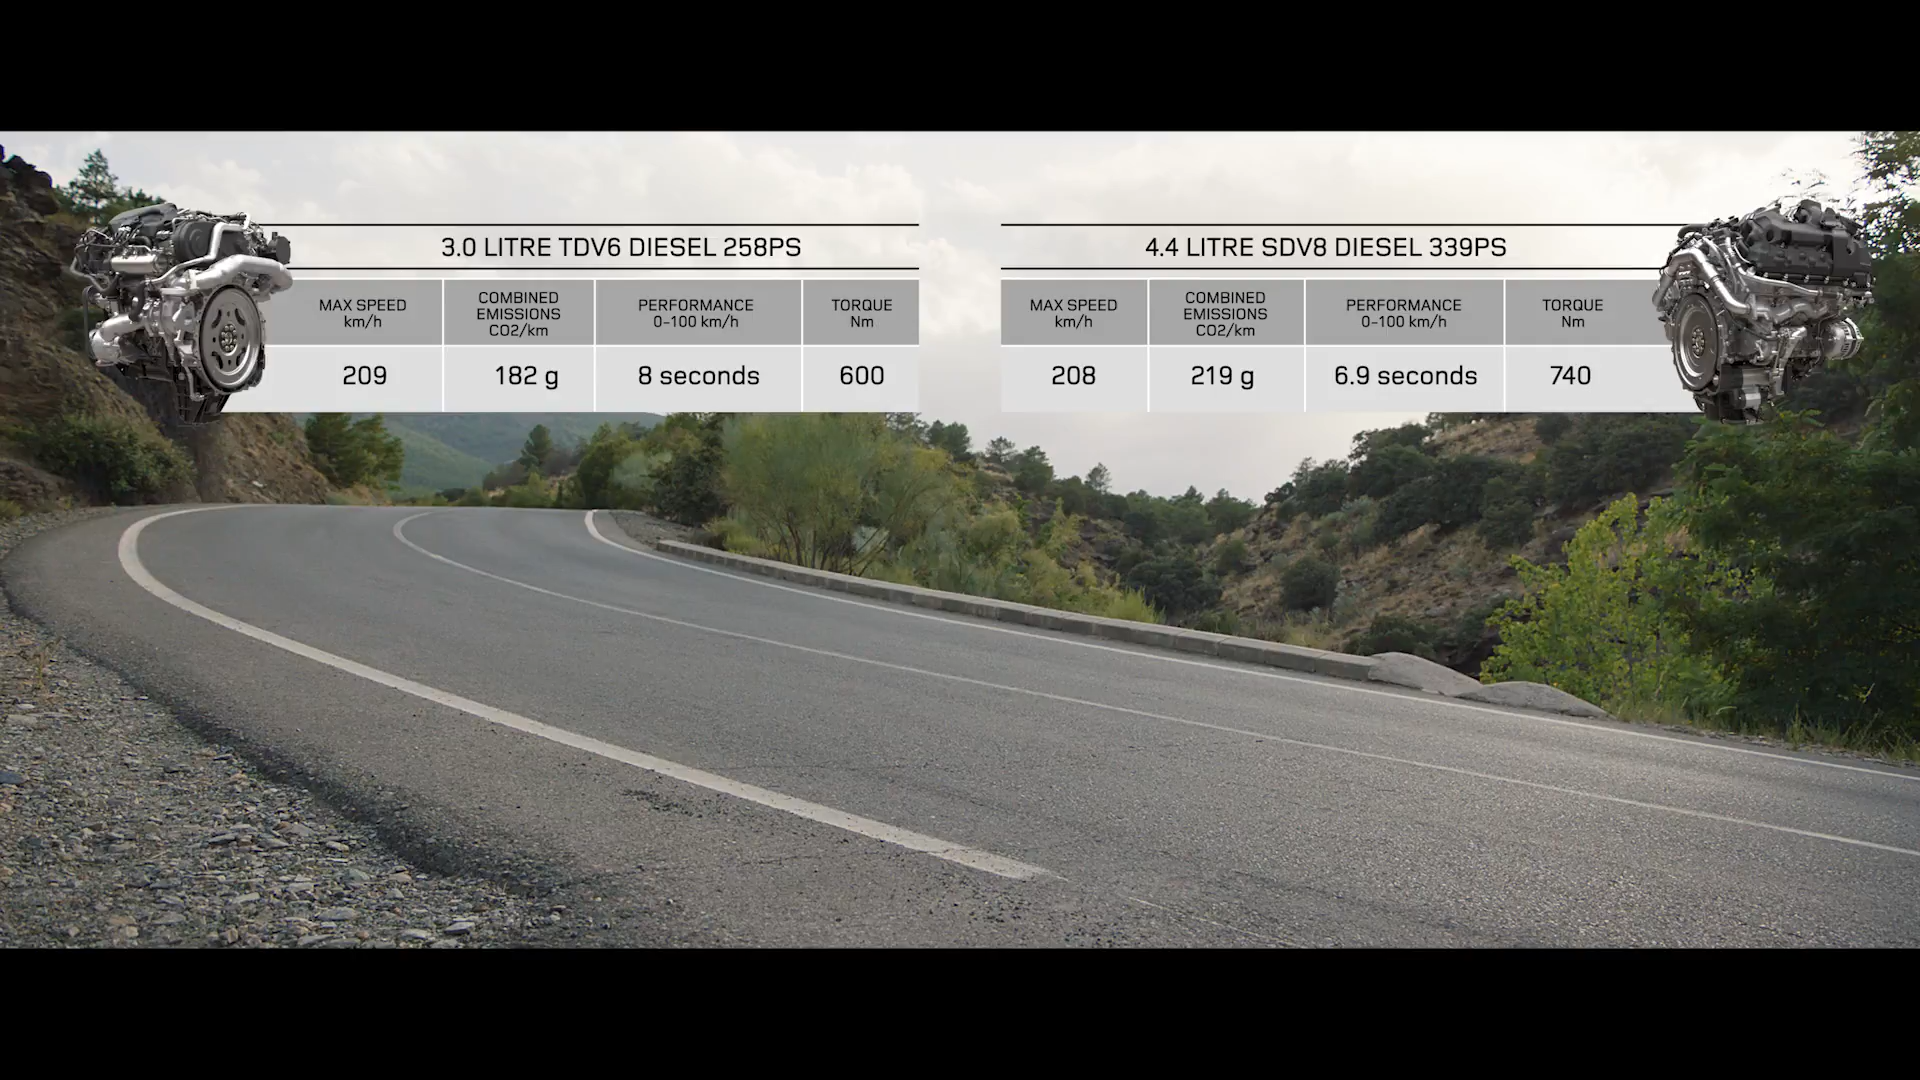 3.0 LITRE TDV6 DIESEL 258PS
MAX SPEED
km/h
COMBINED
EMISSIONS
CO2/km
PERFORMANCE
0-100 km/h
TORQUE
Nm
209
182 g
8 seconds
600
4.4 LITRE SDV8 DIESEL 339PS
MAX SPEED
km/h
COMBINED
EMISSIONS
CO2/km
PERFORMANCE
0-100 km/h
TORQUE
Nm
208
219 g
6.9 seconds
740